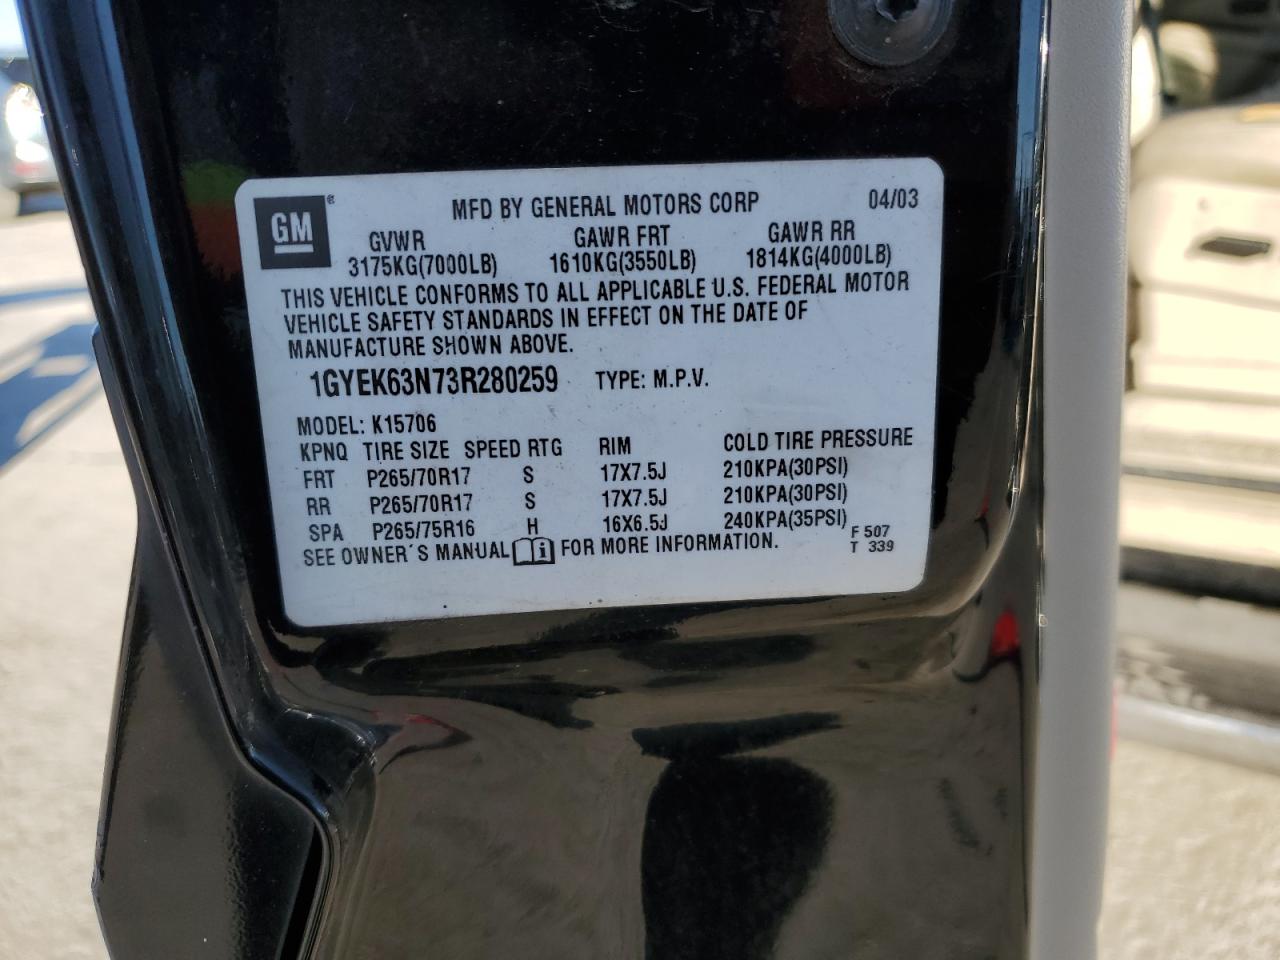 GM ®
MFD BY GENERAL MOTORS CORP 04/03
GVWR GAWR FRT GAWR RR
3175KG(7000LB) 1610KG(3550LB) 1814KG(4000LB)
THIS VEHICLE CONFORMS TO ALL APPLICABLE U.S. FEDERAL MOTOR
VEHICLE SAFETY STANDARDS IN EFFECT ON THE DATE OF
MANUFACTURE SHOWN ABOVE.
1GYEK63N73R280259 TYPE: M.P.V.
MODEL: K15706
KPNQ TIRE SIZE SPEED RTG RIM COLD TIRE PRESSURE
FRT P265/70R17 S 17X7.5J 210KPA(30PSI)
RR P265/70R17 S 17X7.5J 210KPA(30PSI)
SPA P265/75R16 H 16X6.5J 240KPA(35PSI)
SEE OWNER'S MANUAL i FOR MORE INFORMATION.
F 507
T 339